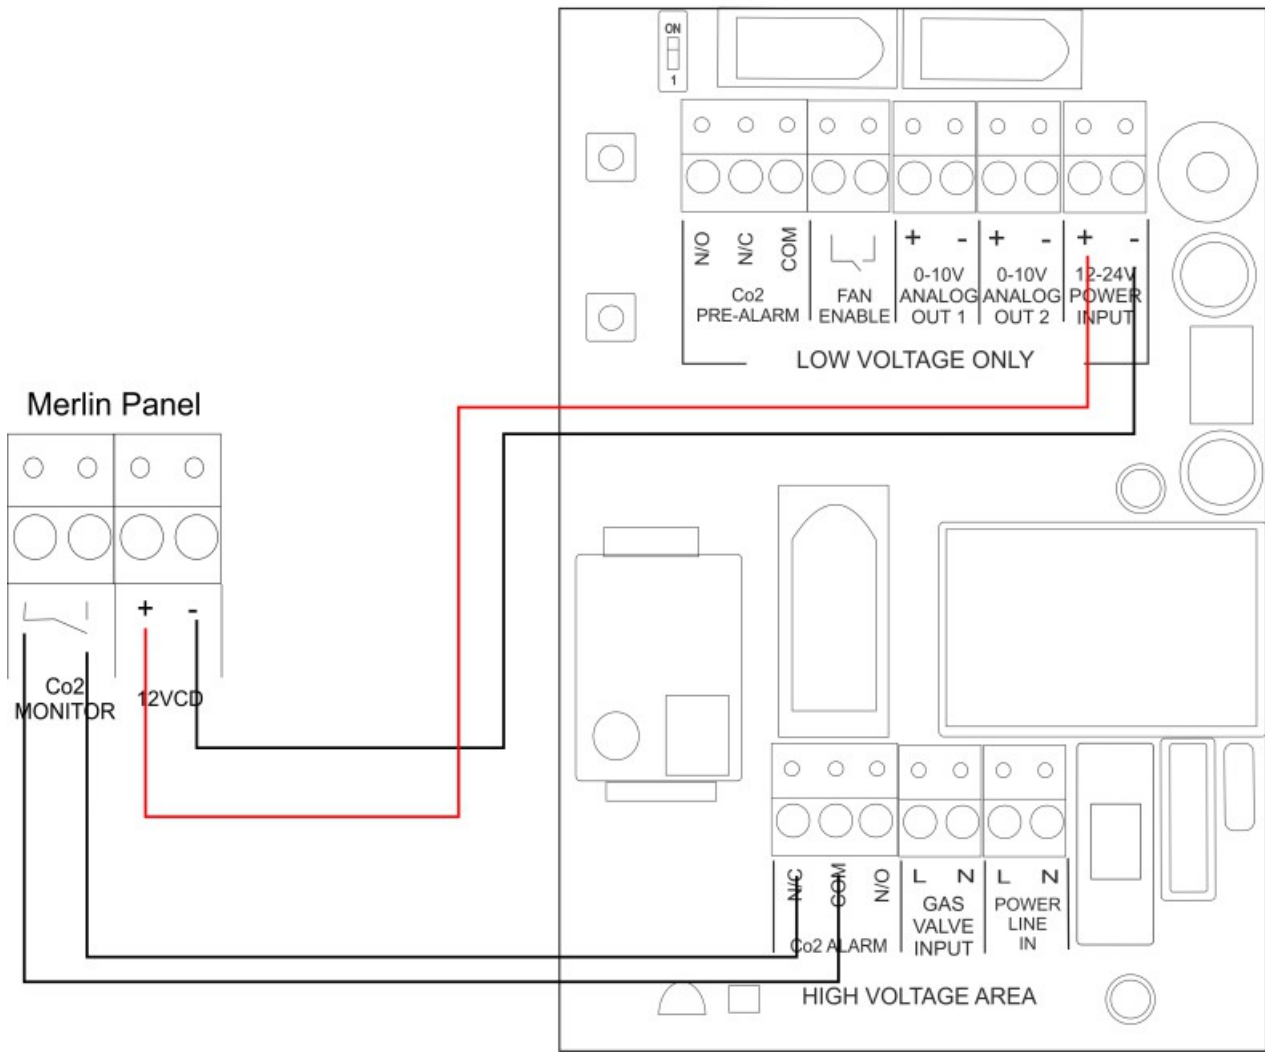 ON
1
N/O
N/C
COM
Co2
PRE-ALARM
FAN
ENABLE
+ -
0-10V
ANALOG
OUT 1
+ -
0-10V
ANALOG
OUT 2
+ -
12-24V
POWER
INPUT
LOW VOLTAGE ONLY
Merlin Panel
Co2
MONITOR
+ -
12VCD
N/C
COM
N/O
Co2 ALARM
L N
GAS
VALVE
INPUT
L N
POWER
LINE
IN
HIGH VOLTAGE AREA